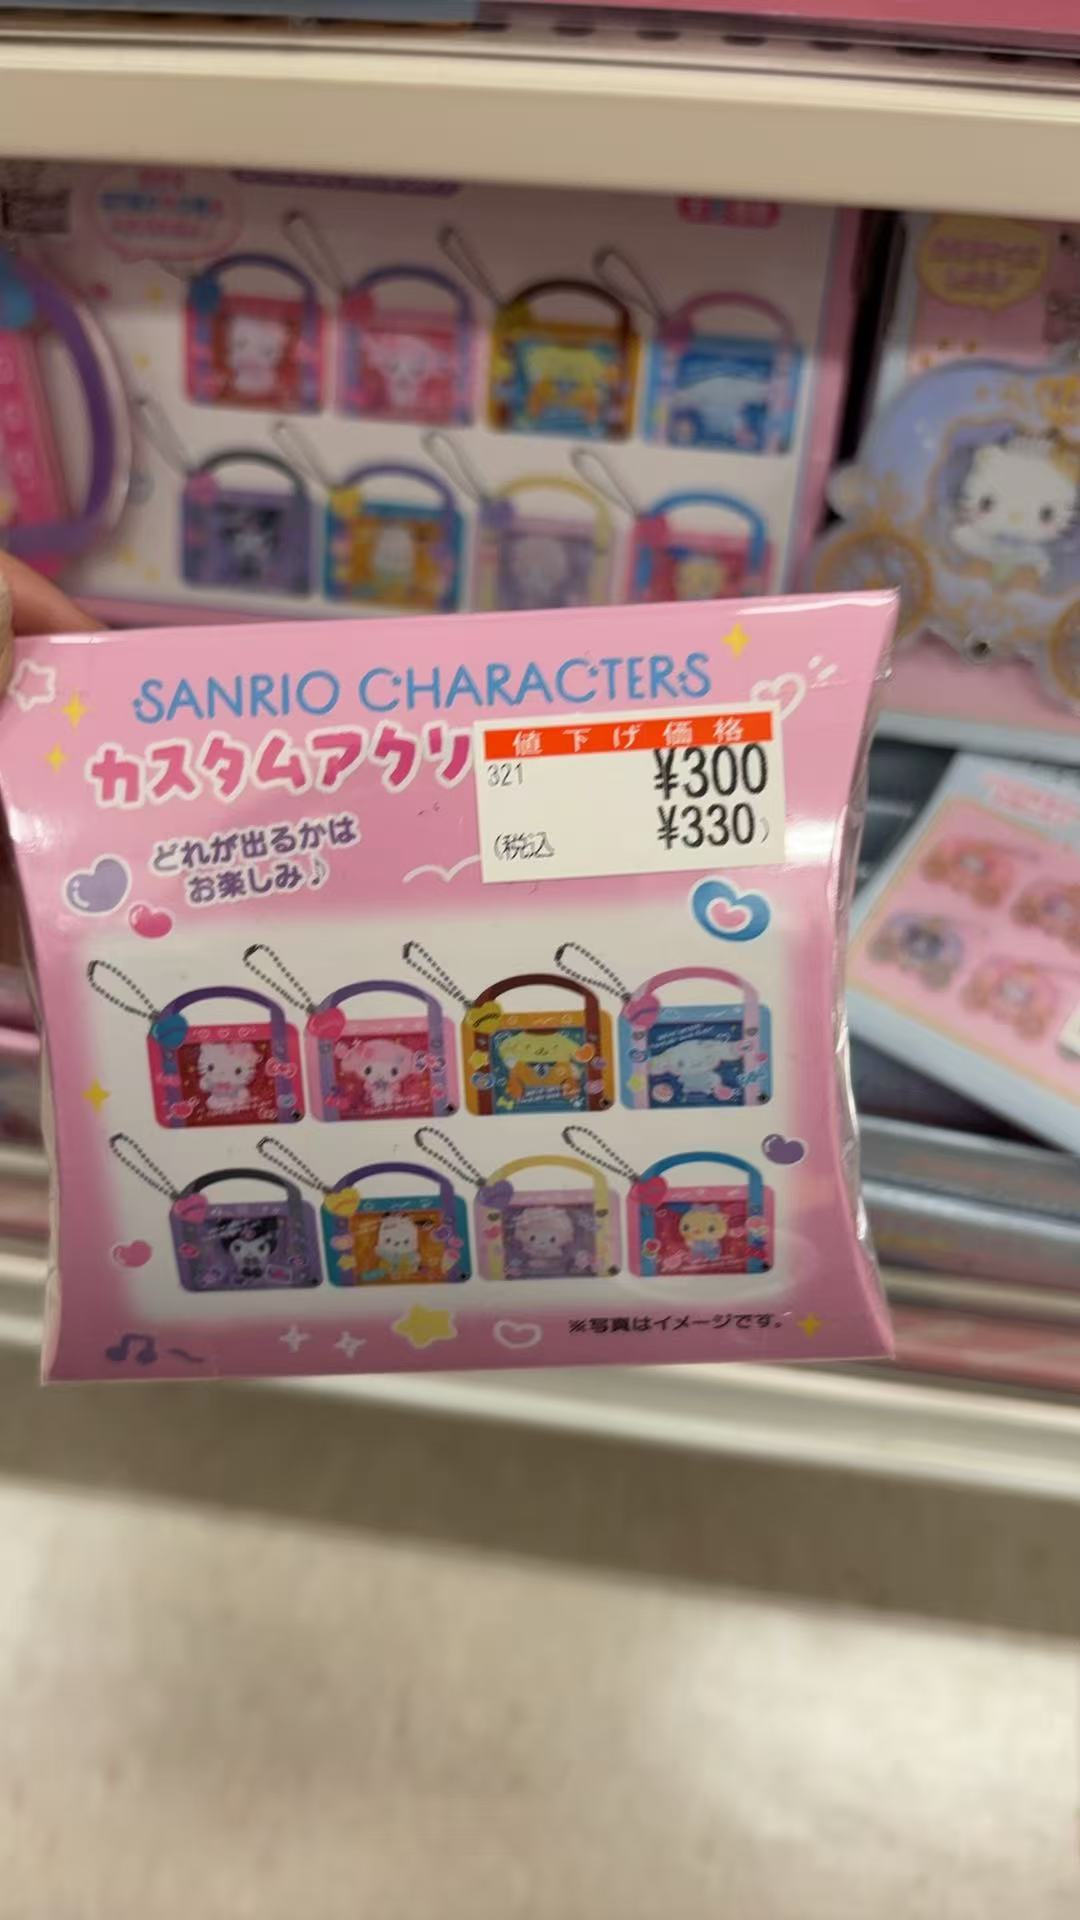 SANRIO CHARACTERS
カスタムアクリ
値下げ価格
321
¥300
¥330)
(税込
どれが出るかは
お楽しみ♪
※写真はイメージです。